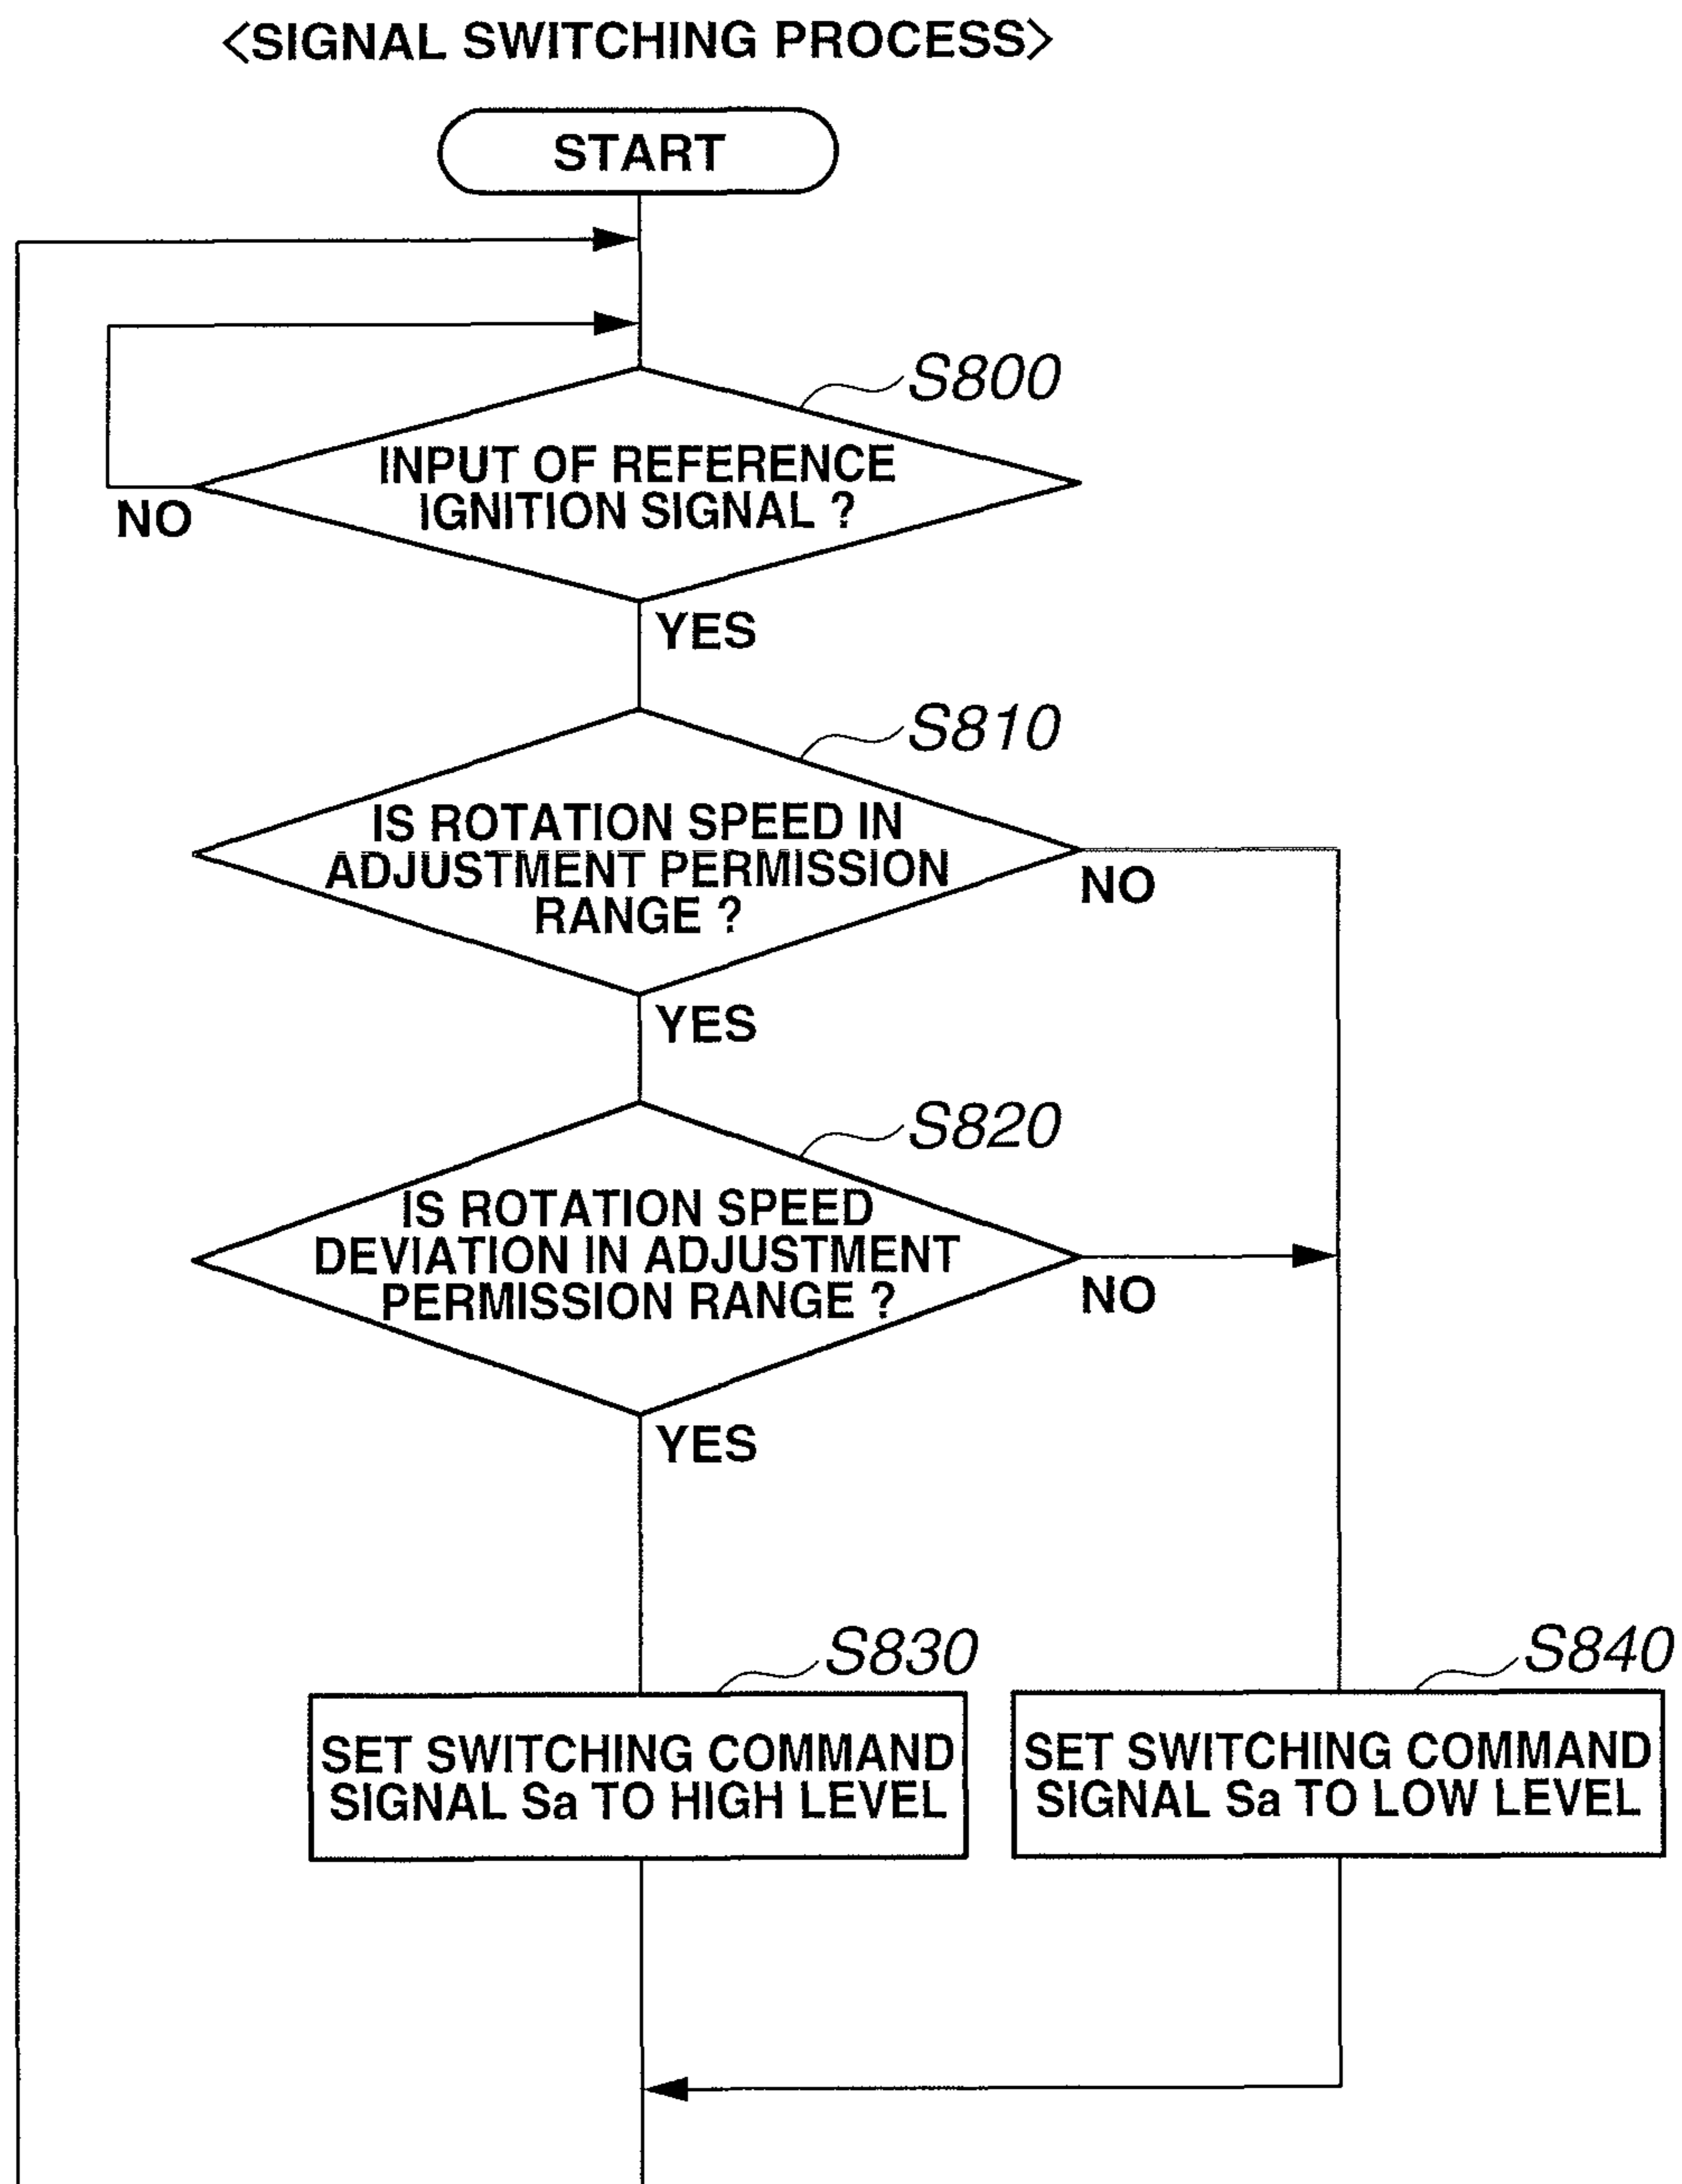 <SIGNAL SWITCHING PROCESS>
START
S800
INPUT OF REFERENCE
IGNITION SIGNAL ?
NO
YES
S810
IS ROTATION SPEED IN
ADJUSTMENT PERMISSION
RANGE ?
NO
YES
S820
IS ROTATION SPEED
DEVIATION IN ADJUSTMENT
PERMISSION RANGE ?
NO
YES
S830
SET SWITCHING COMMAND
SIGNAL Sa TO HIGH LEVEL
S840
SET SWITCHING COMMAND
SIGNAL Sa TO LOW LEVEL